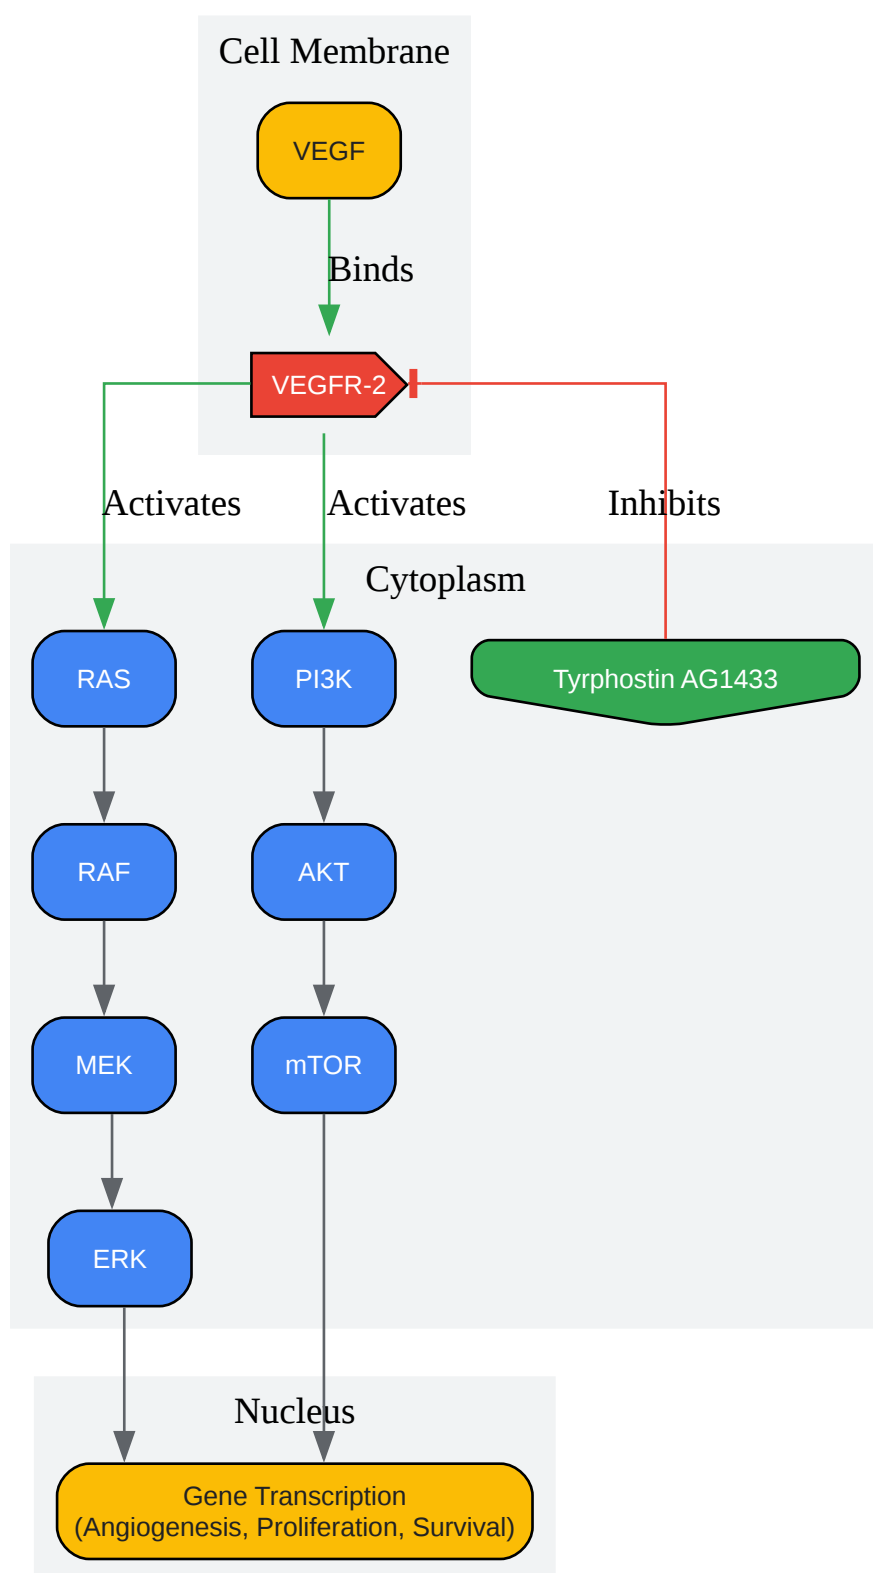 Cell Membrane
VEGF
Binds
VEGFR-2
Activates
Activates
Inhibits
Cytoplasm
RAS
PI3K
Tyrphostin AG1433
RAF
AKT
MEK
mTOR
ERK
Nucleus
Gene Transcription
(Angiogenesis, Proliferation, Survival)